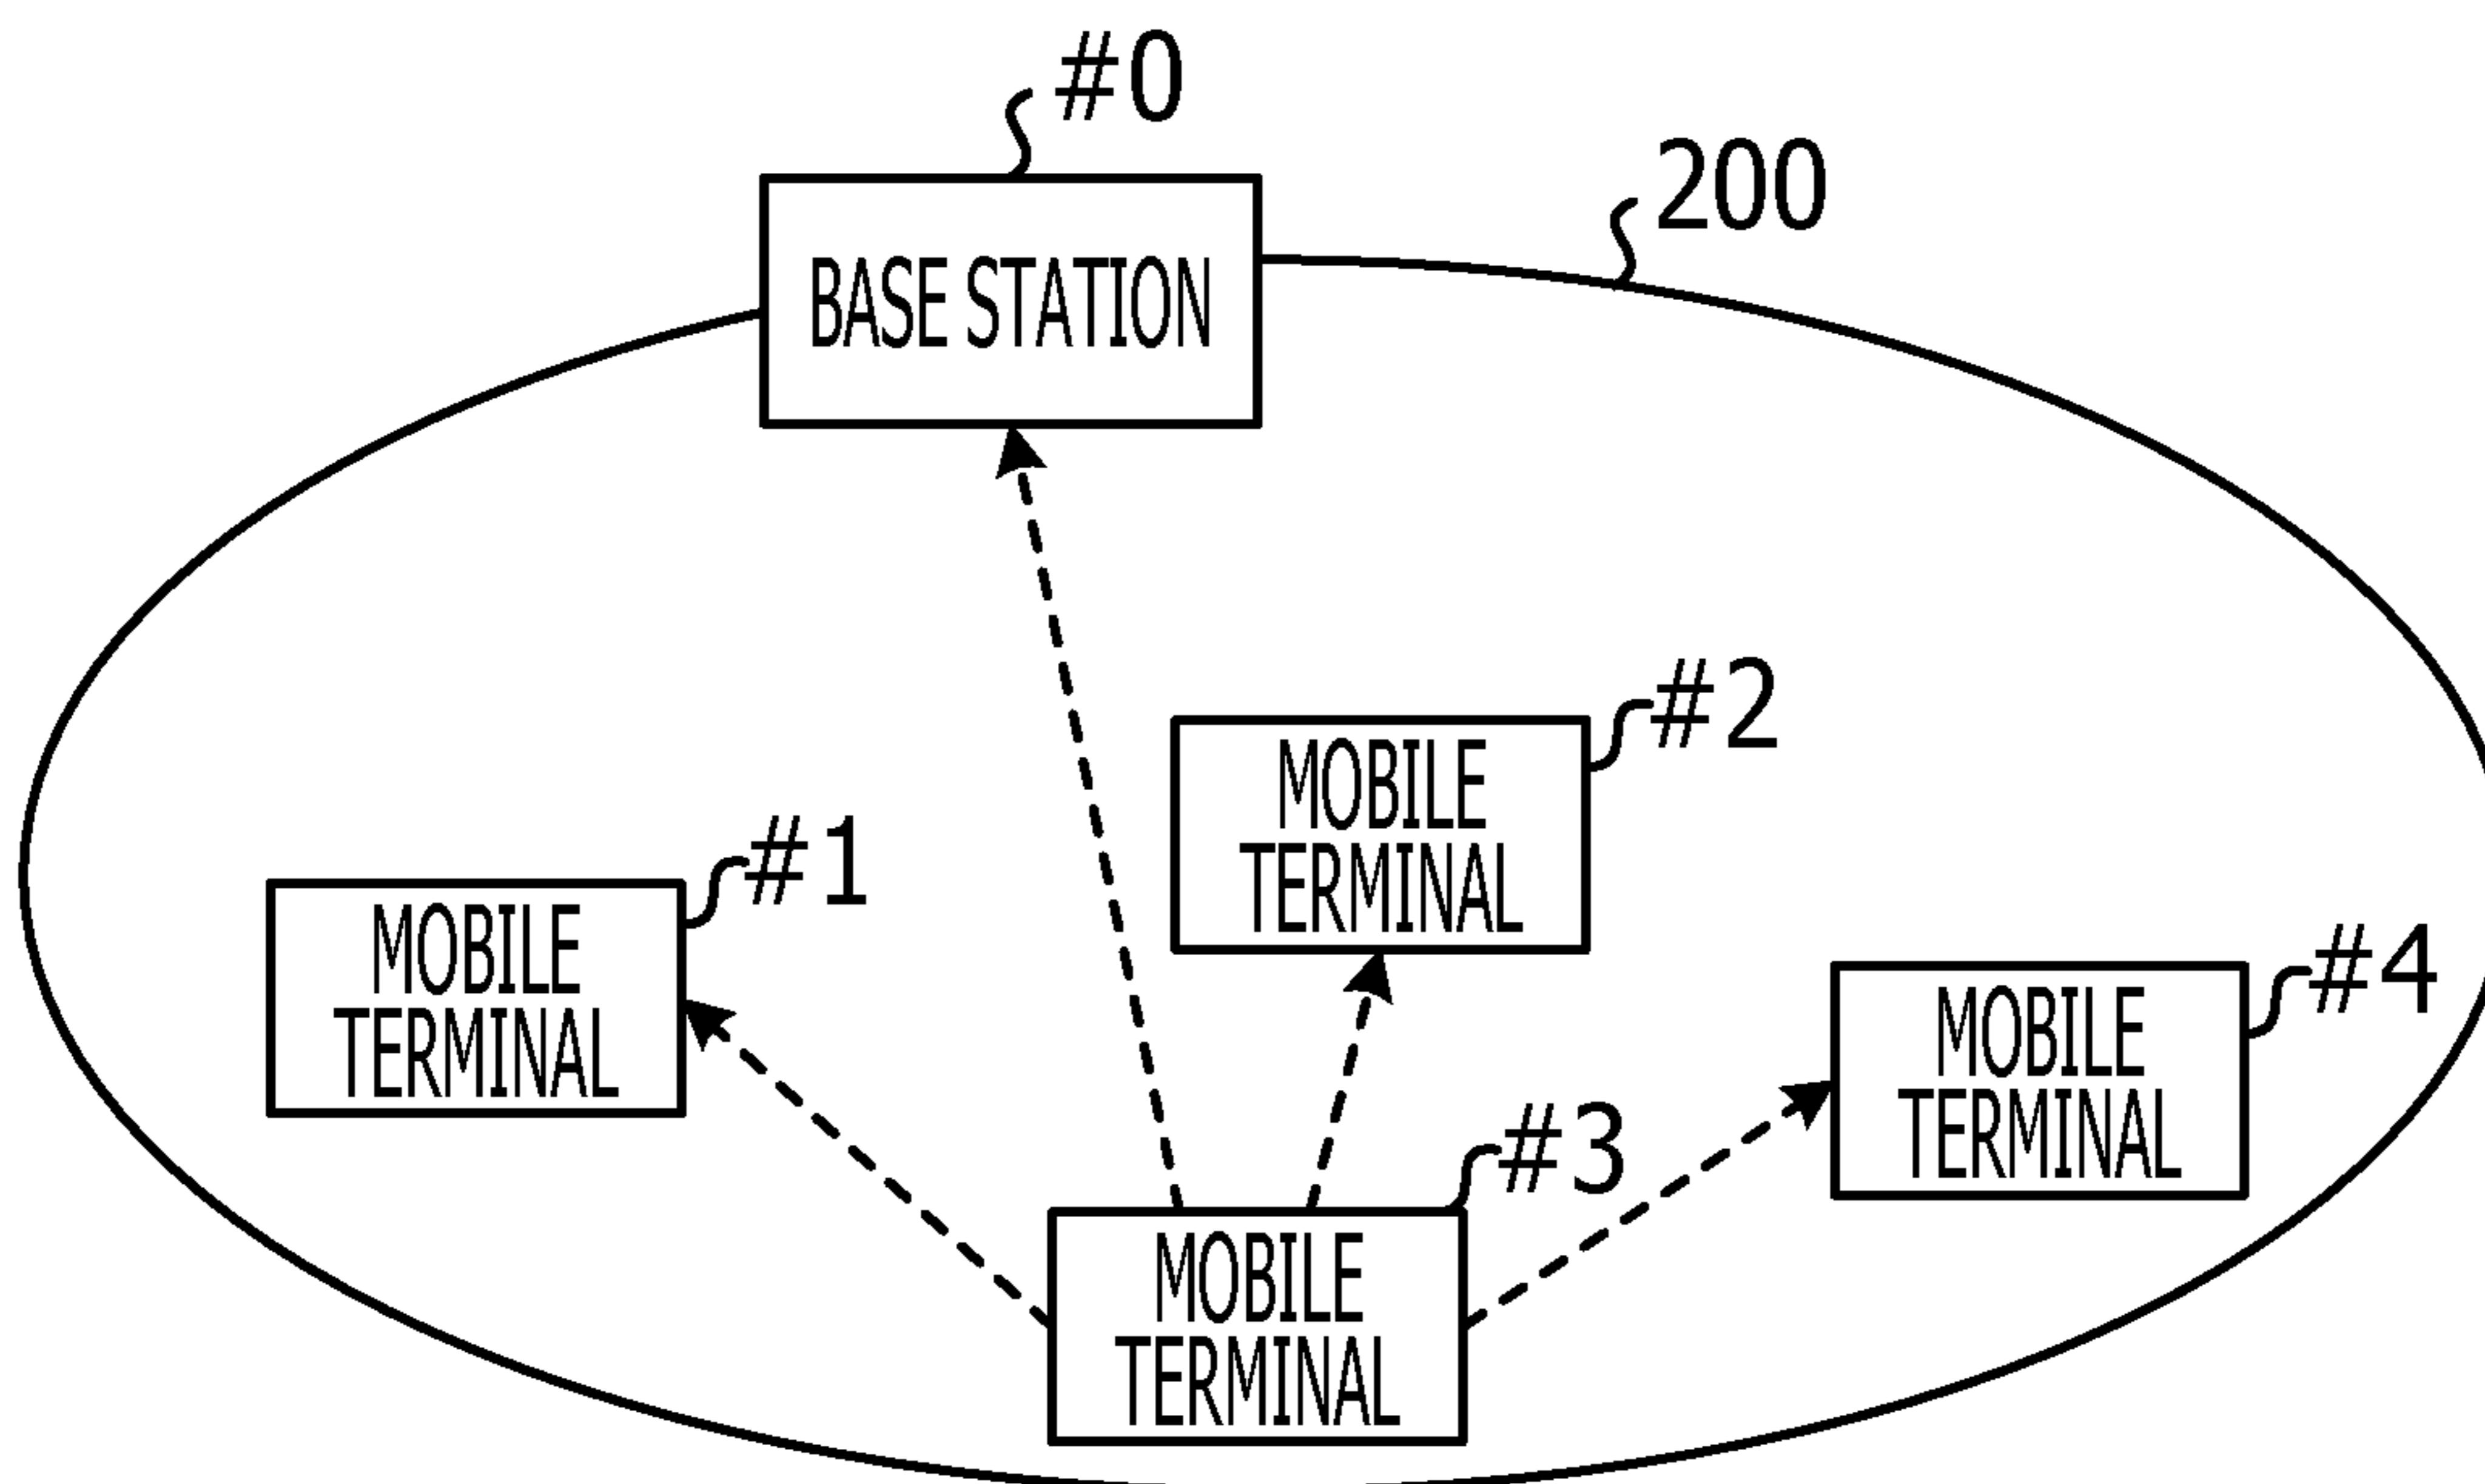 #0
200
BASE STATION
#2
MOBILE
TERMINAL
#1
MOBILE
TERMINAL
#4
MOBILE
TERMINAL
#3
MOBILE
TERMINAL